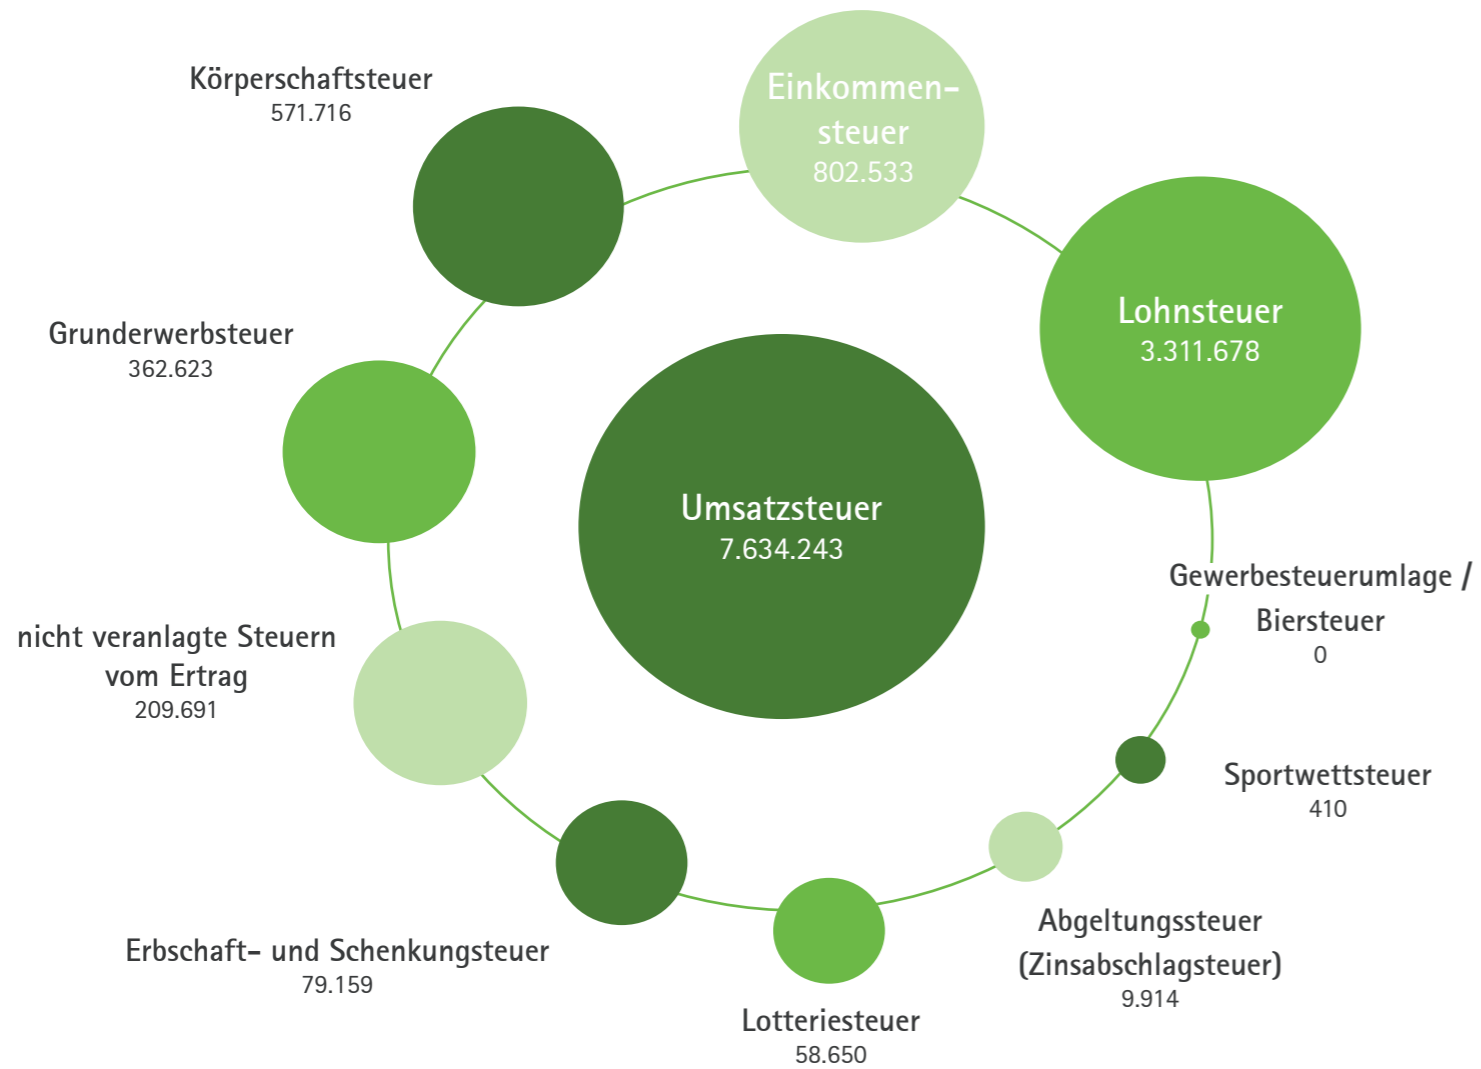 Körperschaftsteuer
571.716
Einkommen-
steuer
802.533
Lohnsteuer
3.311.678
Grunderwerbsteuer
362.623
Umsatzsteuer
7.634.243
Gewerbesteuerumlage /
Biersteuer
0
nicht veranlagte Steuern
vom Ertrag
209.691
Sportwettsteuer
410
Abgeltungssteuer
(Zinsabschlagsteuer)
9.914
Erbschaft- und Schenkungsteuer
79.159
Lotteriesteuer
58.650